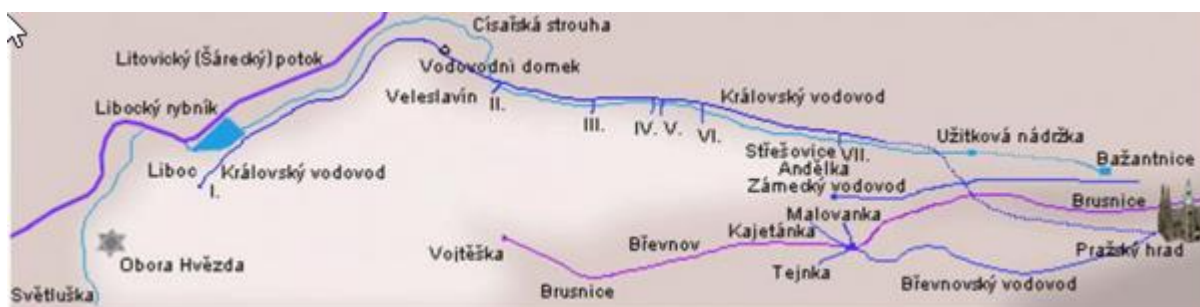 Císařská strouha
Litovický (Šárecký) potok
Vodovodní domek
Veleslavín
II.
Libocký rybník
Královský vodovod
III.
IV.
V.
VI.
Užitková nádržka
Střešovice
VII.
Bažantnice
Liboc
Královský vodovod
I.
Andělka
Zámecký vodovod
Brusnice
Malovanka
Kajetánka
Břevnov
Vojtěška
Pražský hrad
Obora Hvězda
Tejnka
Břevnovský vodovod
Brusnice
Světluška